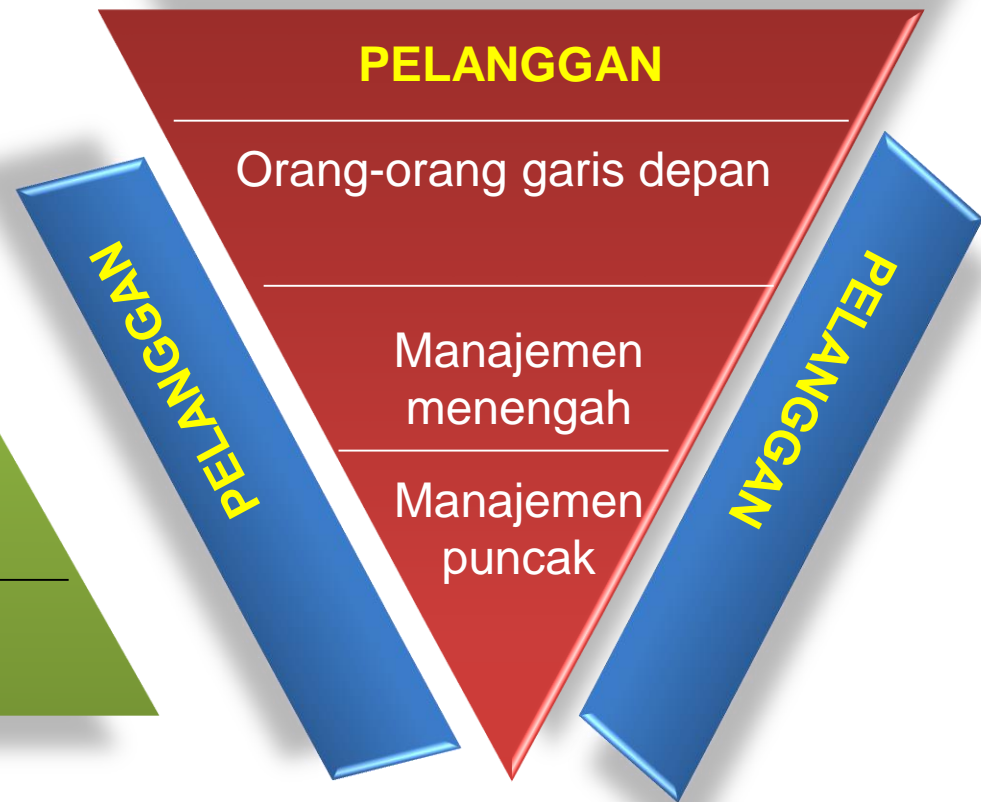 PELANGGAN
Orang-orang garis depan
PELANGGAN
PELANGGAN
Manajemen
menengah
Manajemen
puncak